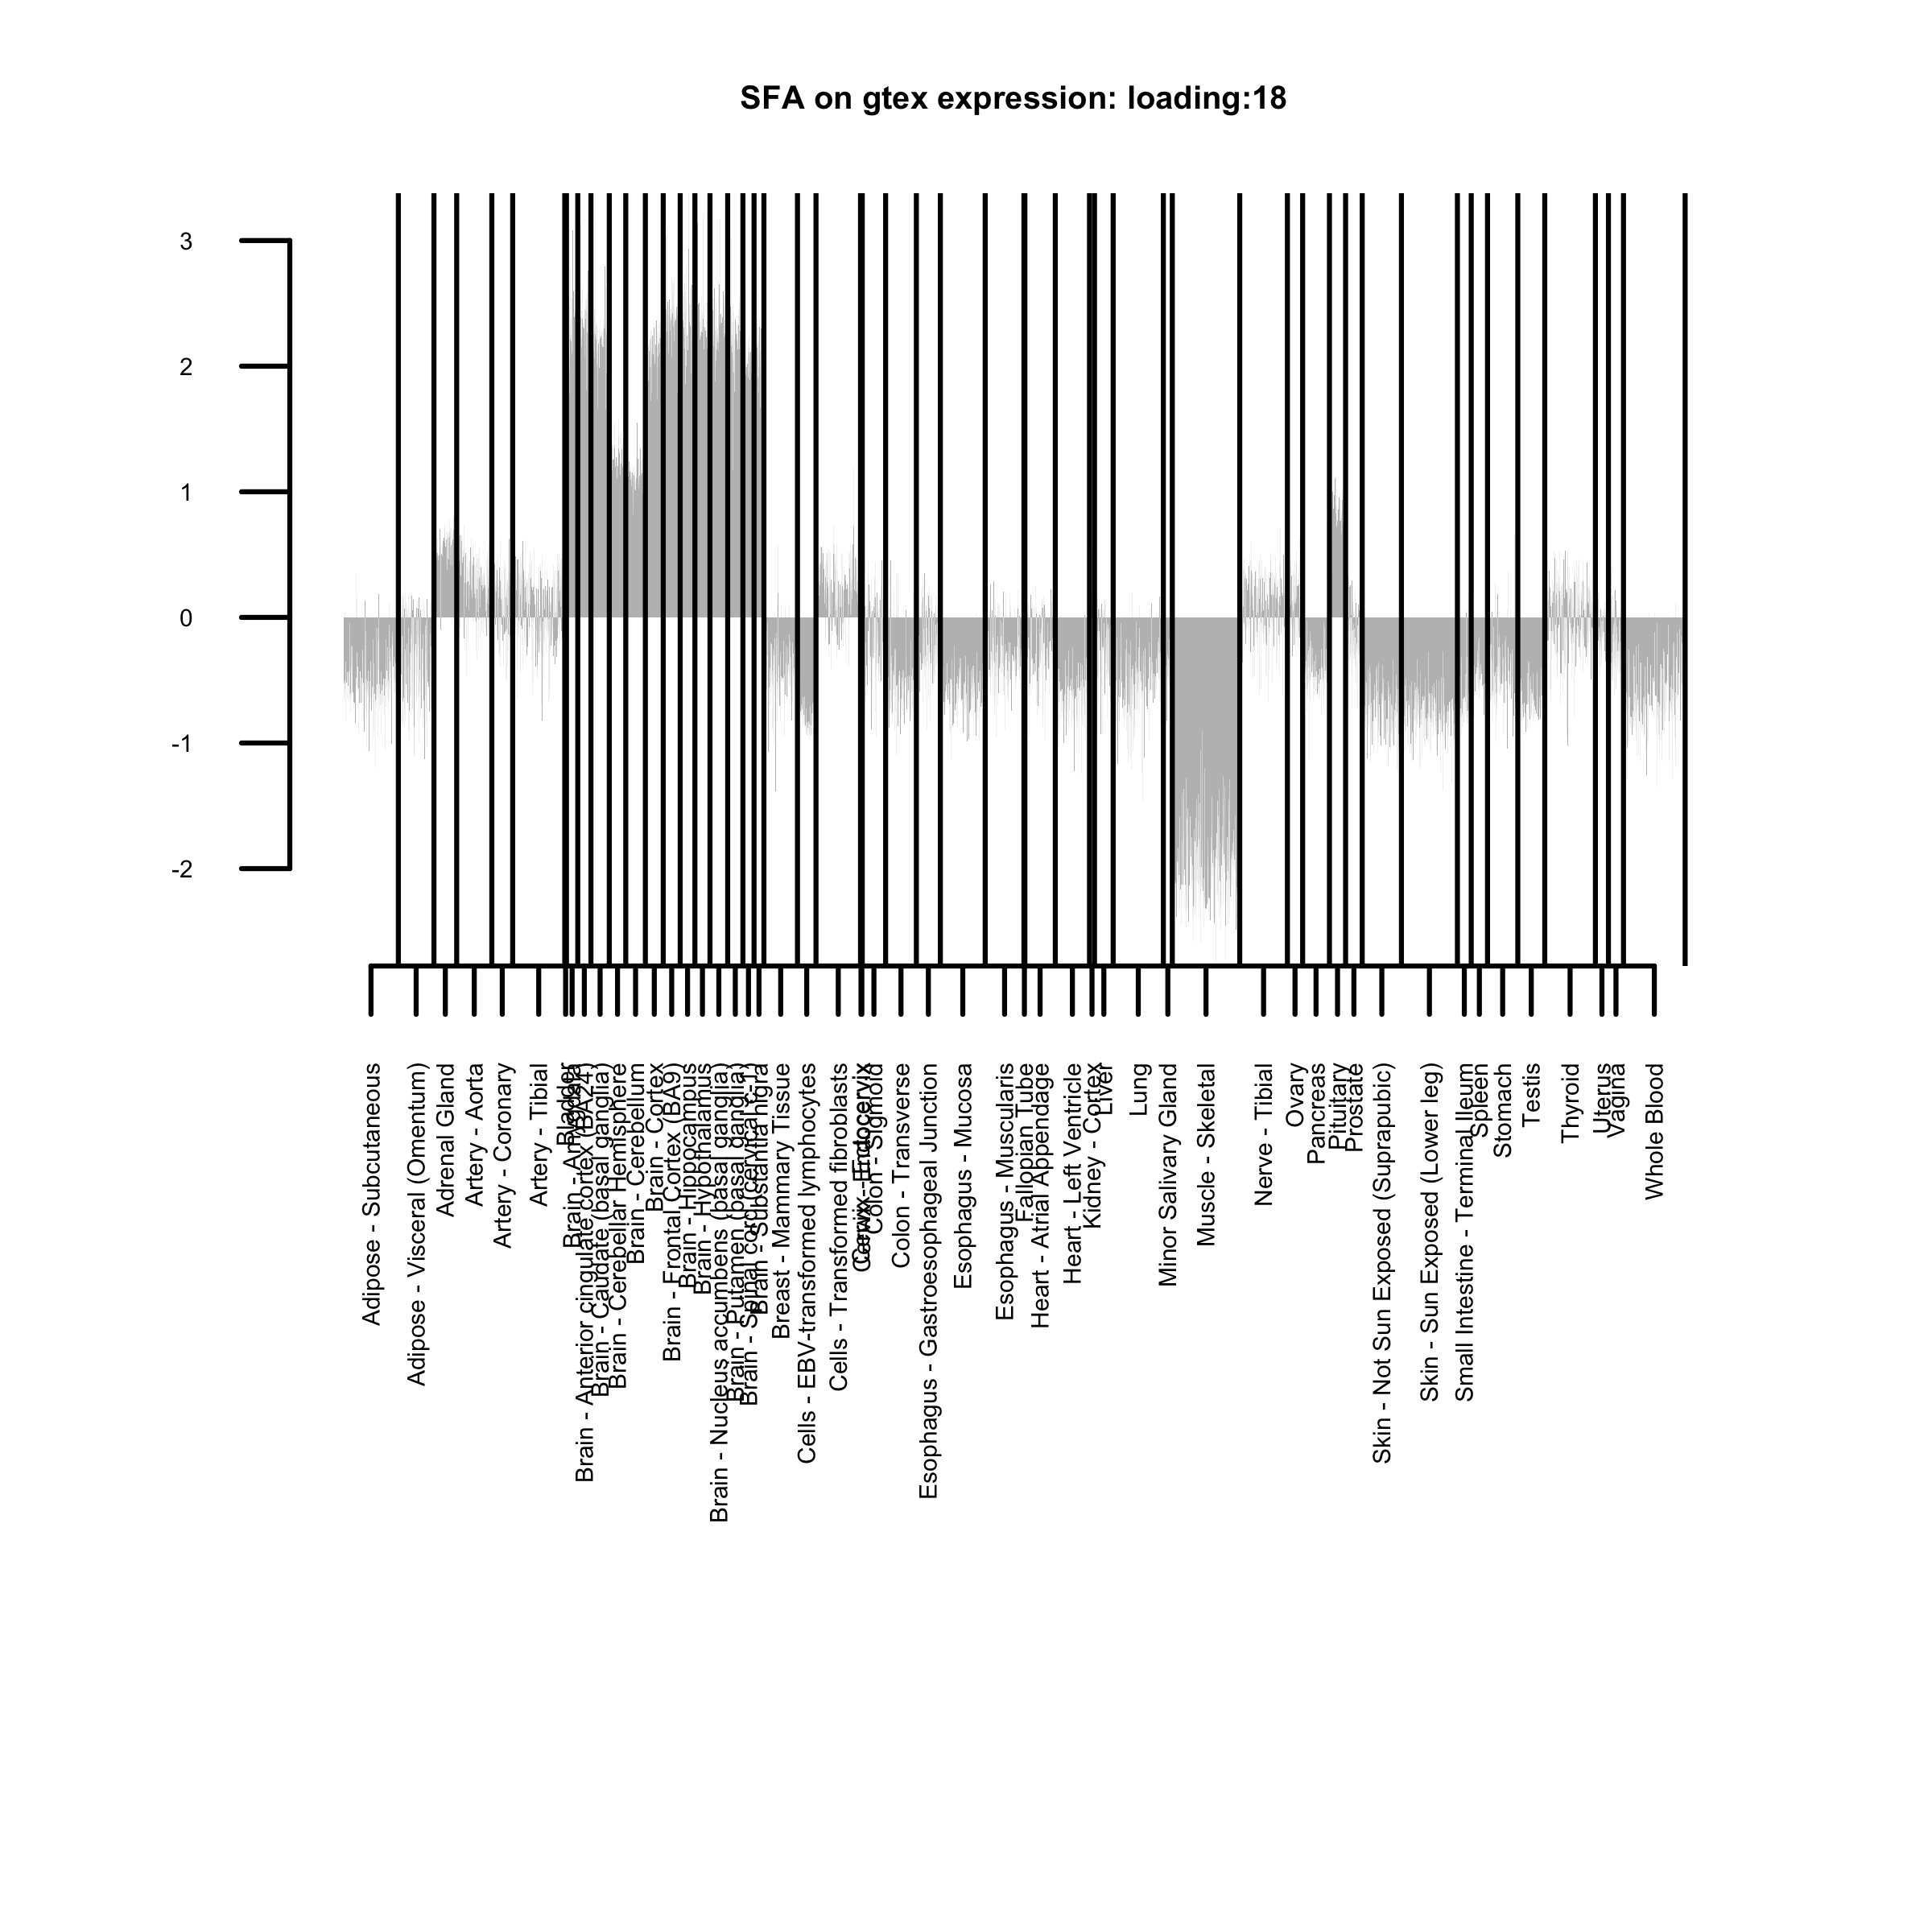 SFA on gtex expression: loading:18
3
2
1
0
-1
-2
Adipose - Subcutaneous
Adipose - Visceral (Omentum)
Adrenal Gland
Artery - Aorta
Artery - Coronary
Artery - Tibial
Bladder
Brain - Amygdala
Brain - Anterior cingulate cortex (BA24)
Brain - Caudate (basal ganglia)
Brain - Cerebellar Hemisphere
Brain - Cerebellum
Brain - Cortex
Brain - Frontal Cortex (BA9)
Brain - Hippocampus
Brain - Hypothalamus
Brain - Nucleus accumbens (basal ganglia)
Brain - Putamen (basal ganglia)
Brain - Spinal cord (cervical c-1)
Brain - Substantia nigra
Breast - Mammary Tissue
Cells - EBV-transformed lymphocytes
Cells - Transformed fibroblasts
Cervix - Endocervix
Colon - Sigmoid
Colon - Transverse
Esophagus - Gastroesophageal Junction
Esophagus - Mucosa
Esophagus - Muscularis
Fallopian Tube
Heart - Atrial Appendage
Heart - Left Ventricle
Kidney - Cortex
Liver
Lung
Minor Salivary Gland
Muscle - Skeletal
Nerve - Tibial
Ovary
Pancreas
Pituitary
Prostate
Skin - Not Sun Exposed (Suprapubic)
Skin - Sun Exposed (Lower leg)
Small Intestine - Terminal Ileum
Spleen
Stomach
Testis
Thyroid
Uterus
Vagina
Whole Blood